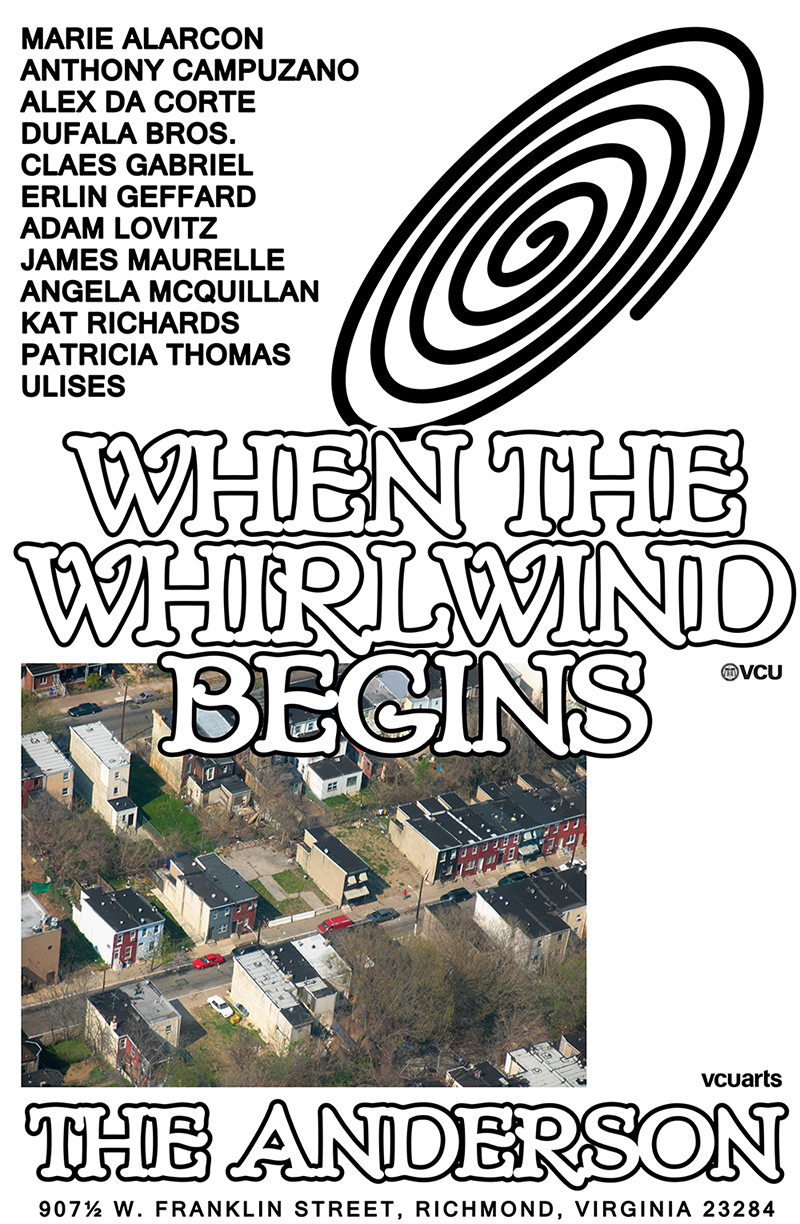 MARIE ALARCON
ANTHONY CAMPUZANO
ALEX DA CORTE
DUFALA BROS.
CLAES GABRIEL
ERLIN GEFFARD
ADAM LOVITZ
JAMES MAURELLE
ANGELA MCQUILLAN
KAT RICHARDS
PATRICIA THOMAS
ULISES
WHEN THE
WHIRLWIND
BEGINS
VCU
vcuarts
THE ANDERSON
907½ W. FRANKLIN STREET, RICHMOND, VIRGINIA 23284